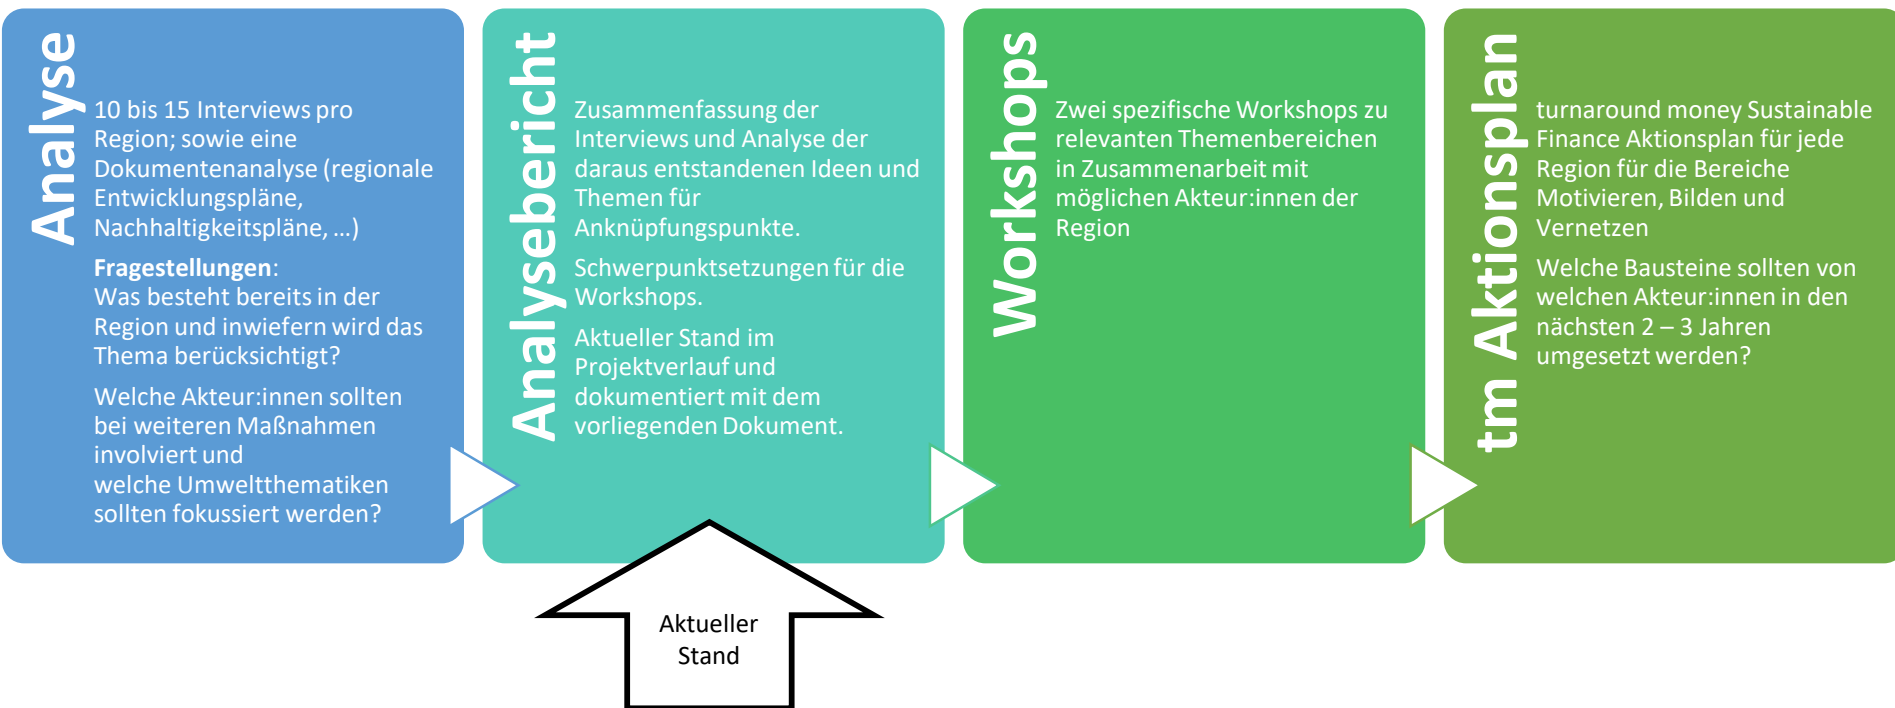 Analyse
10 bis 15 Interviews pro
Region; sowie eine
Dokumentenanalyse (regionale
Entwicklungspläne,
Nachhaltigkeitspläne, …)
Fragestellungen:
Was besteht bereits in der
Region und inwiefern wird das
Thema berücksichtigt?
Welche Akteur:innen sollten
bei weiteren Maßnahmen
involviert und
welche Umweltthematiken
sollten fokussiert werden?
Analysebericht
Zusammenfassung der
Interviews und Analyse der
daraus entstandenen Ideen und
Themen für
Anknüpfungspunkte.
Schwerpunktsetzungen für die
Workshops.
Aktueller Stand im
Projektverlauf und
dokumentiert mit dem
vorliegenden Dokument.
Workshops
Zwei spezifische Workshops zu
relevanten Themenbereichen
in Zusammenarbeit mit
möglichen Akteur:innen der
Region
tm Aktionsplan
turnaround money Sustainable
Finance Aktionsplan für jede
Region für die Bereiche
Motivieren, Bilden und
Vernetzen
Welche Bausteine sollten von
welchen Akteur:innen in den
nächsten 2 – 3 Jahren
umgesetzt werden?
Aktueller
Stand